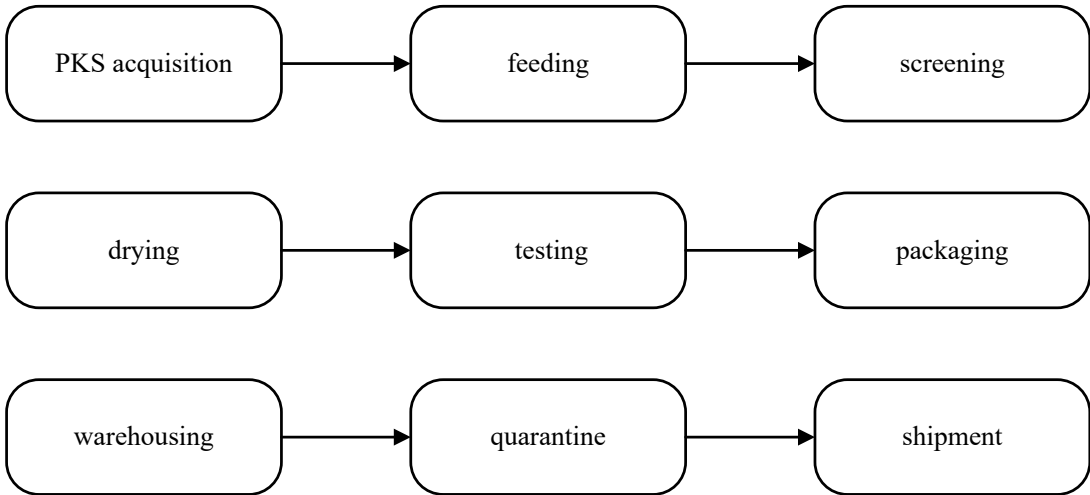 PKS acquisition
feeding
screening
drying
testing
packaging
warehousing
quarantine
shipment